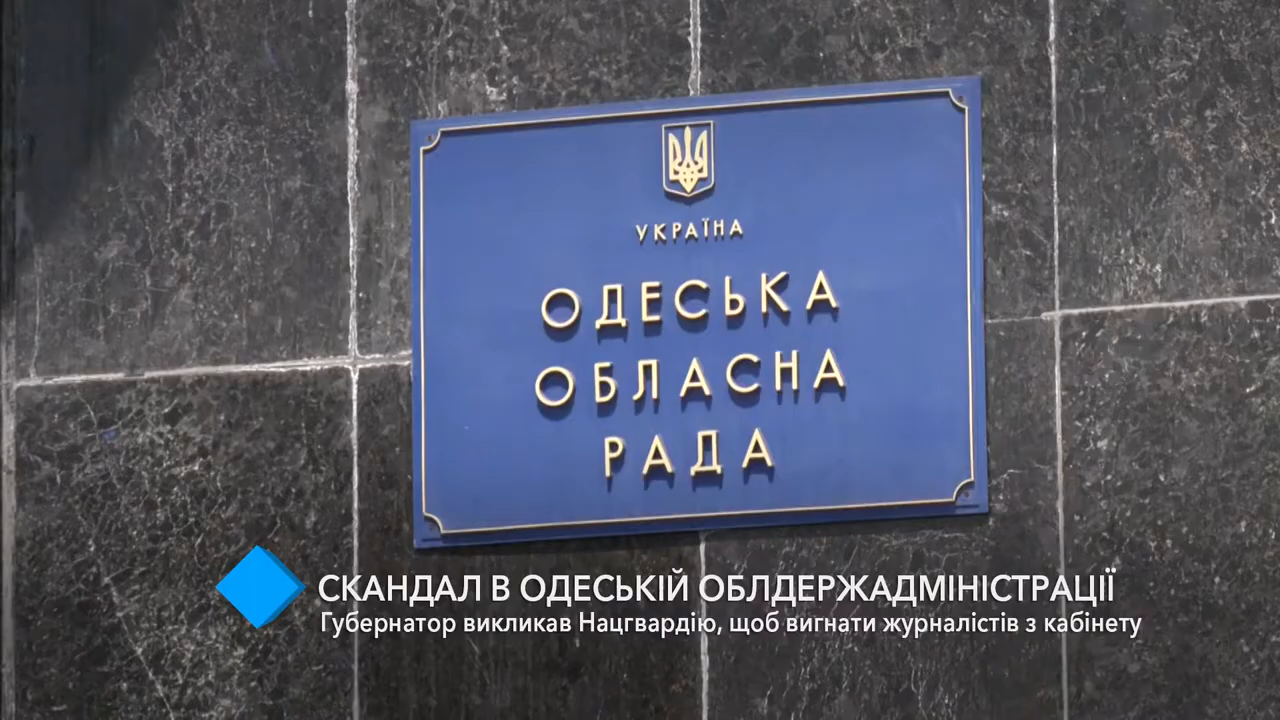 УКРАЇНА
ОДЕСЬКА
ОБЛАСНА
РАДА
СКАНДАЛ В ОДЕСЬКІЙ ОБЛДЕРЖАДМІНІСТРАЦІЇ
Губернатор викликав Нацгвардію, щоб вигнати журналістів з кабінету